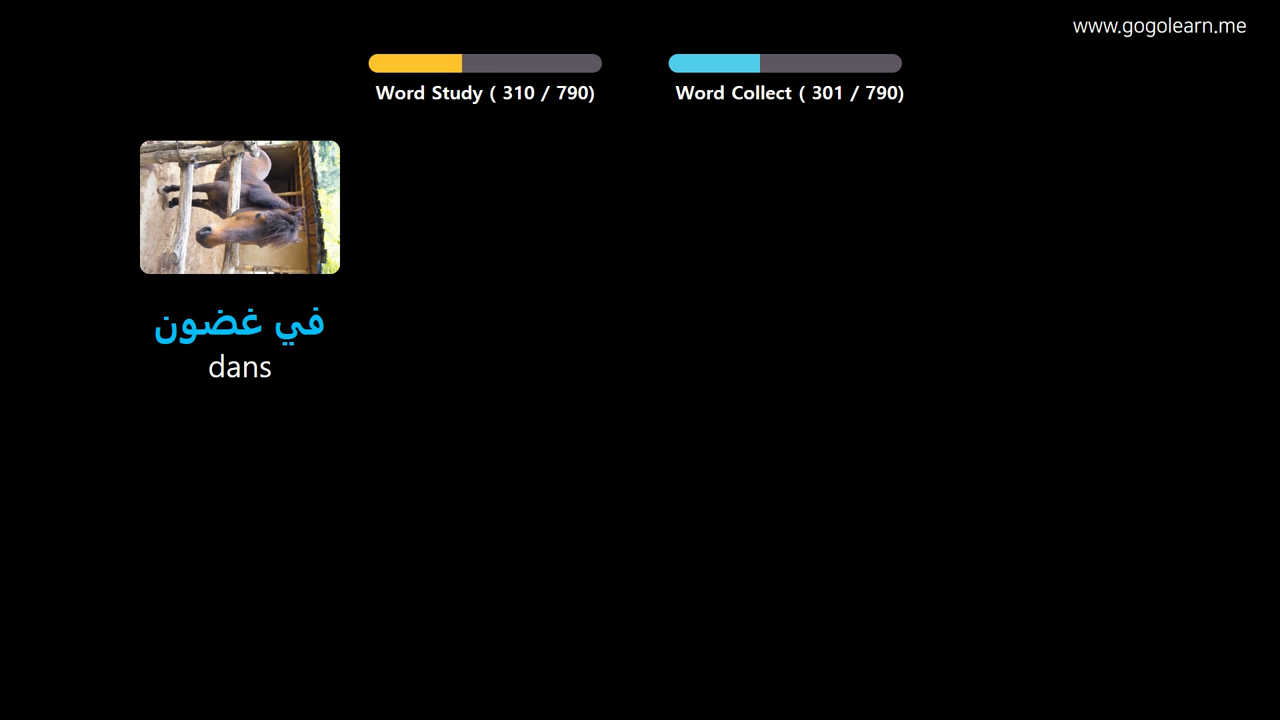 www.gogolearn.me
Word Study ( 310 / 790)
Word Collect ( 301 / 790)
في غضون
dans